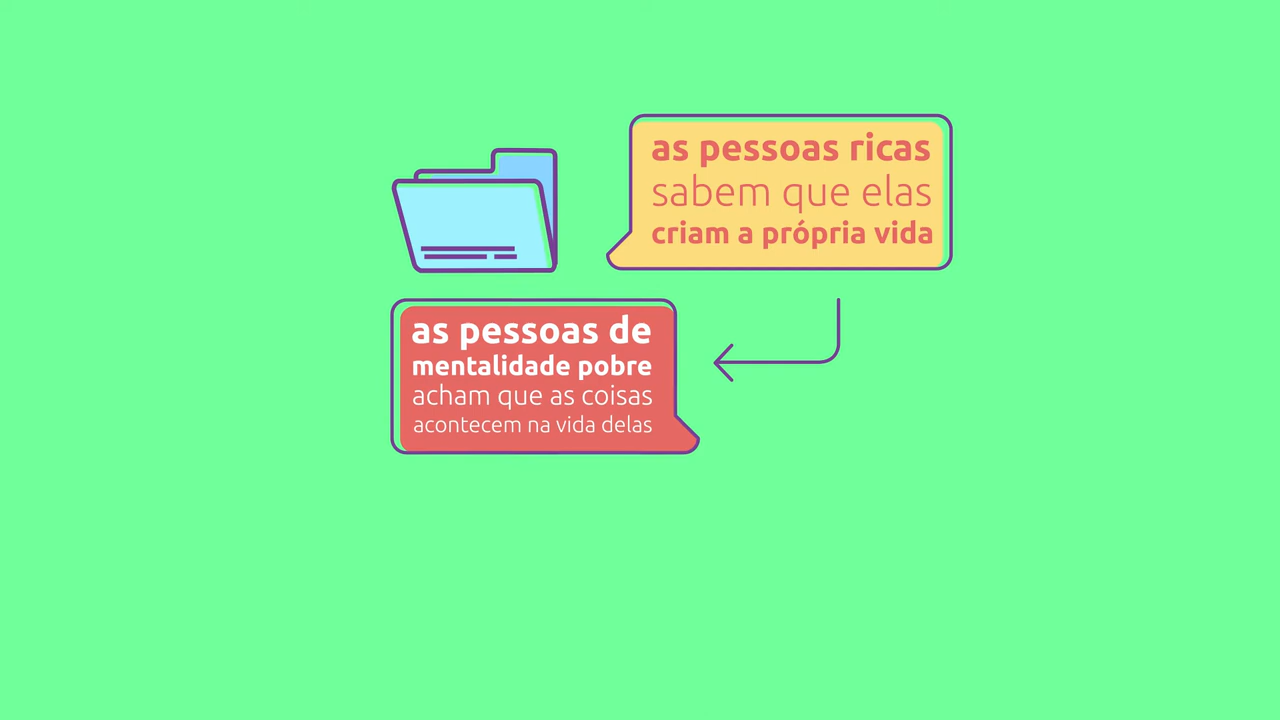 as pessoas ricas
sabem que elas
criam a própria vida
as pessoas de
mentalidade pobre
acham que as coisas
acontecem na vida delas